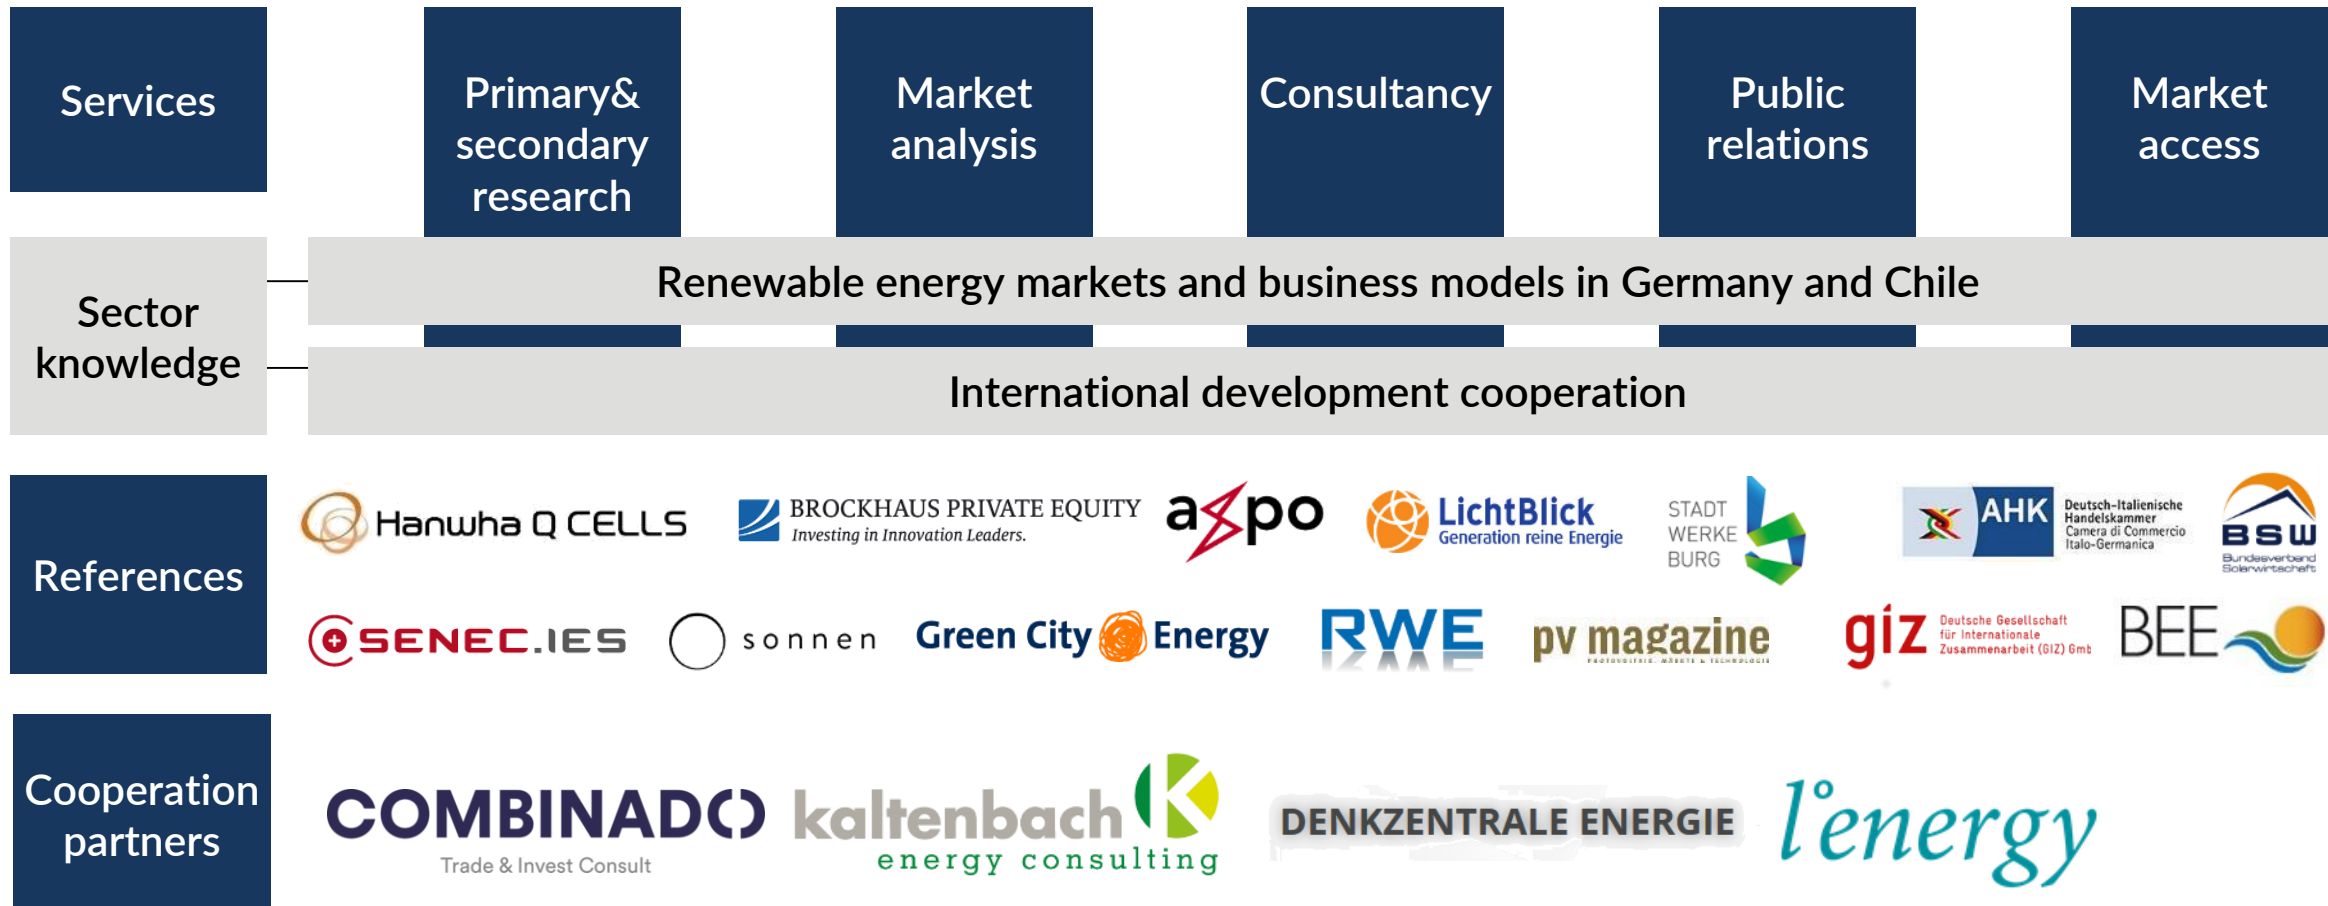 Services
Primary&
secondary
research
Market
analysis
Consultancy
Public
relations
Market
access
Sector
knowledge
Renewable energy markets and business models in Germany and Chile
International development cooperation
References
Hanwha Q CELLS
BROCKHAUS PRIVATE EQUITY
Investing in Innovation Leaders.
axpo
LichtBlick
Generation reine Energie
STADT
WERKE
BURG
AHK
Deutsch-Italienische
Handelskammer
Camera di Commercio
Italo-Germanica
BSW
Bundesverband
Solarwirtschaft
SENEC.IES
sonnen
Green City Energy
RWE
pv magazine
PHOTOVOLTAIK, MÄRKTE & TECHNOLOGIE
giz
Deutsche Gesellschaft
für Internationale
Zusammenarbeit (GIZ) Gmb
BEE
Cooperation
partners
COMBINADO
Trade & Invest Consult
kaltenbach
energy consulting
DENKZENTRALE ENERGIE
l'energy